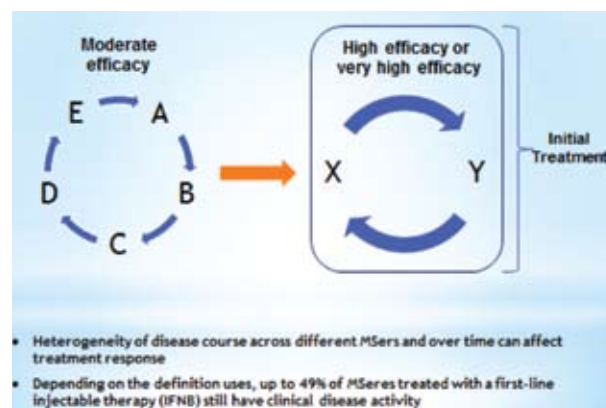 Moderate
efficacy
E A
D B
C
High efficacy or
very high efficacy
X Y
Initial
Treatment
• Heterogeneity of disease course across different MSers and over time can affect
treatment response
• Depending on the definition uses, up to 49% of MSeres treated with a first-line
injectable therapy (IFNB) still have clinical disease activity